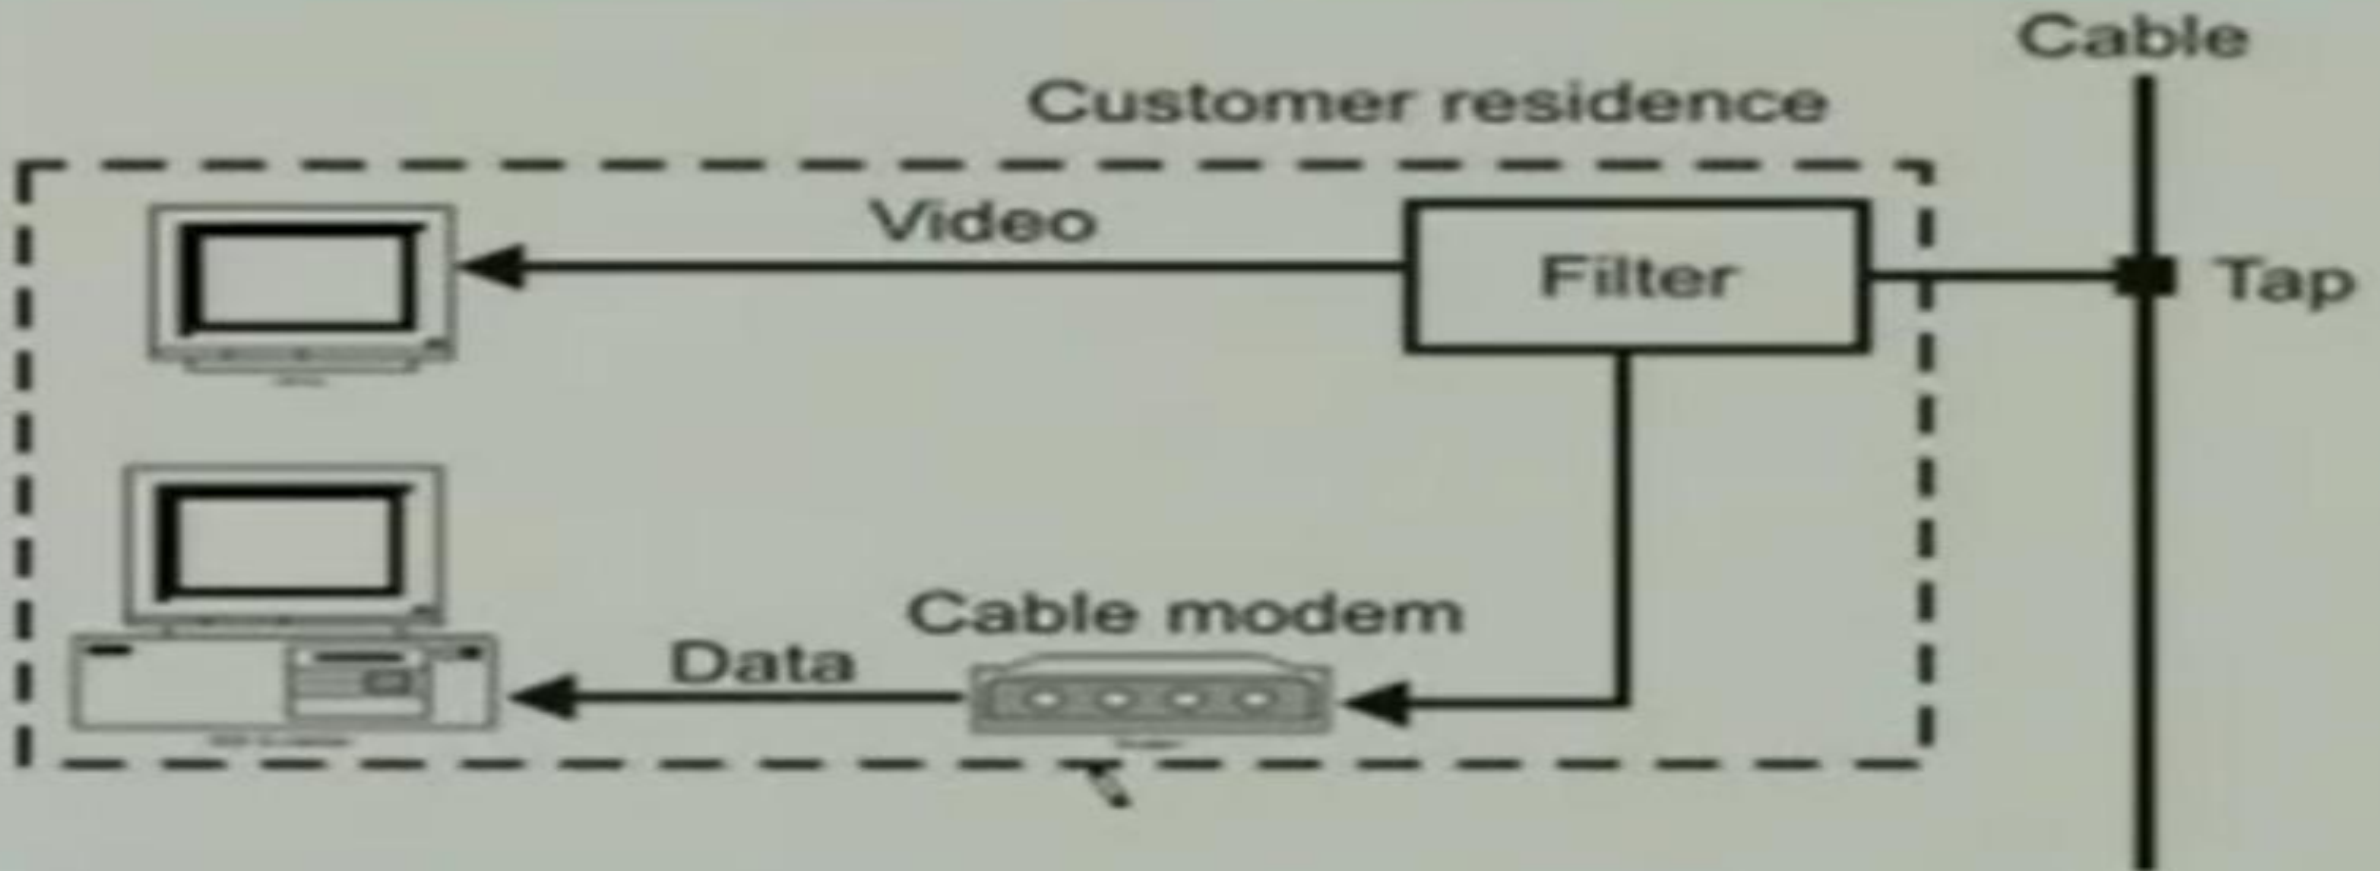 Cable
Customer residence
Video
Filter
Tap
Cable modem
Data